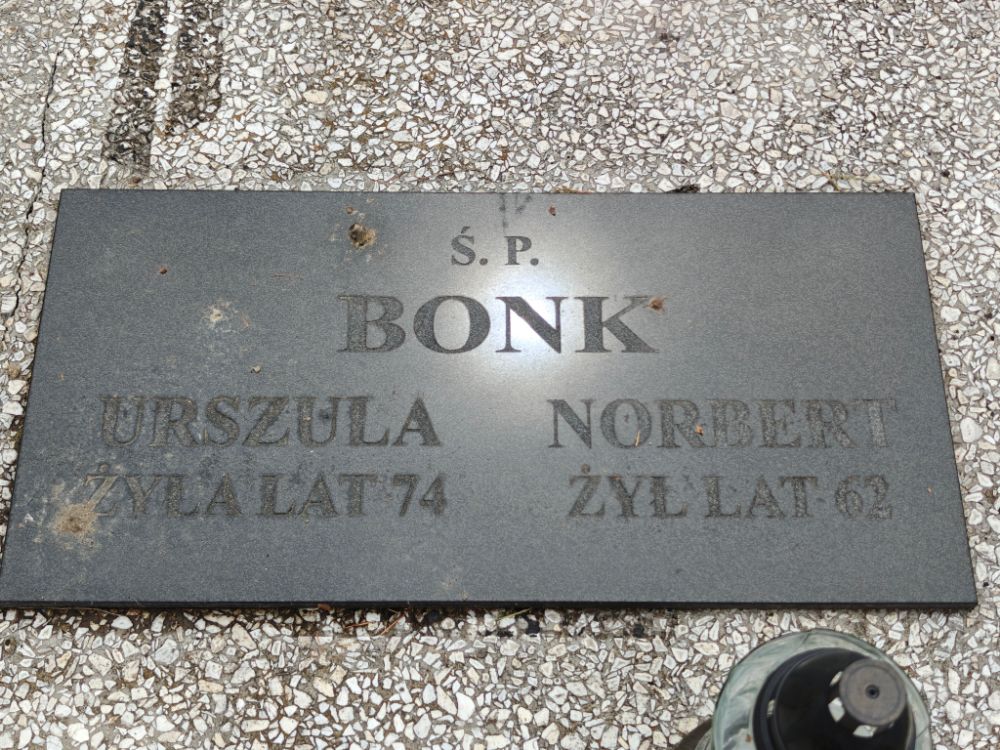 Ś. P.
BONK
URSZULA NORBERT
ŻYŁA LAT 74 ŻYŁ LAT 62